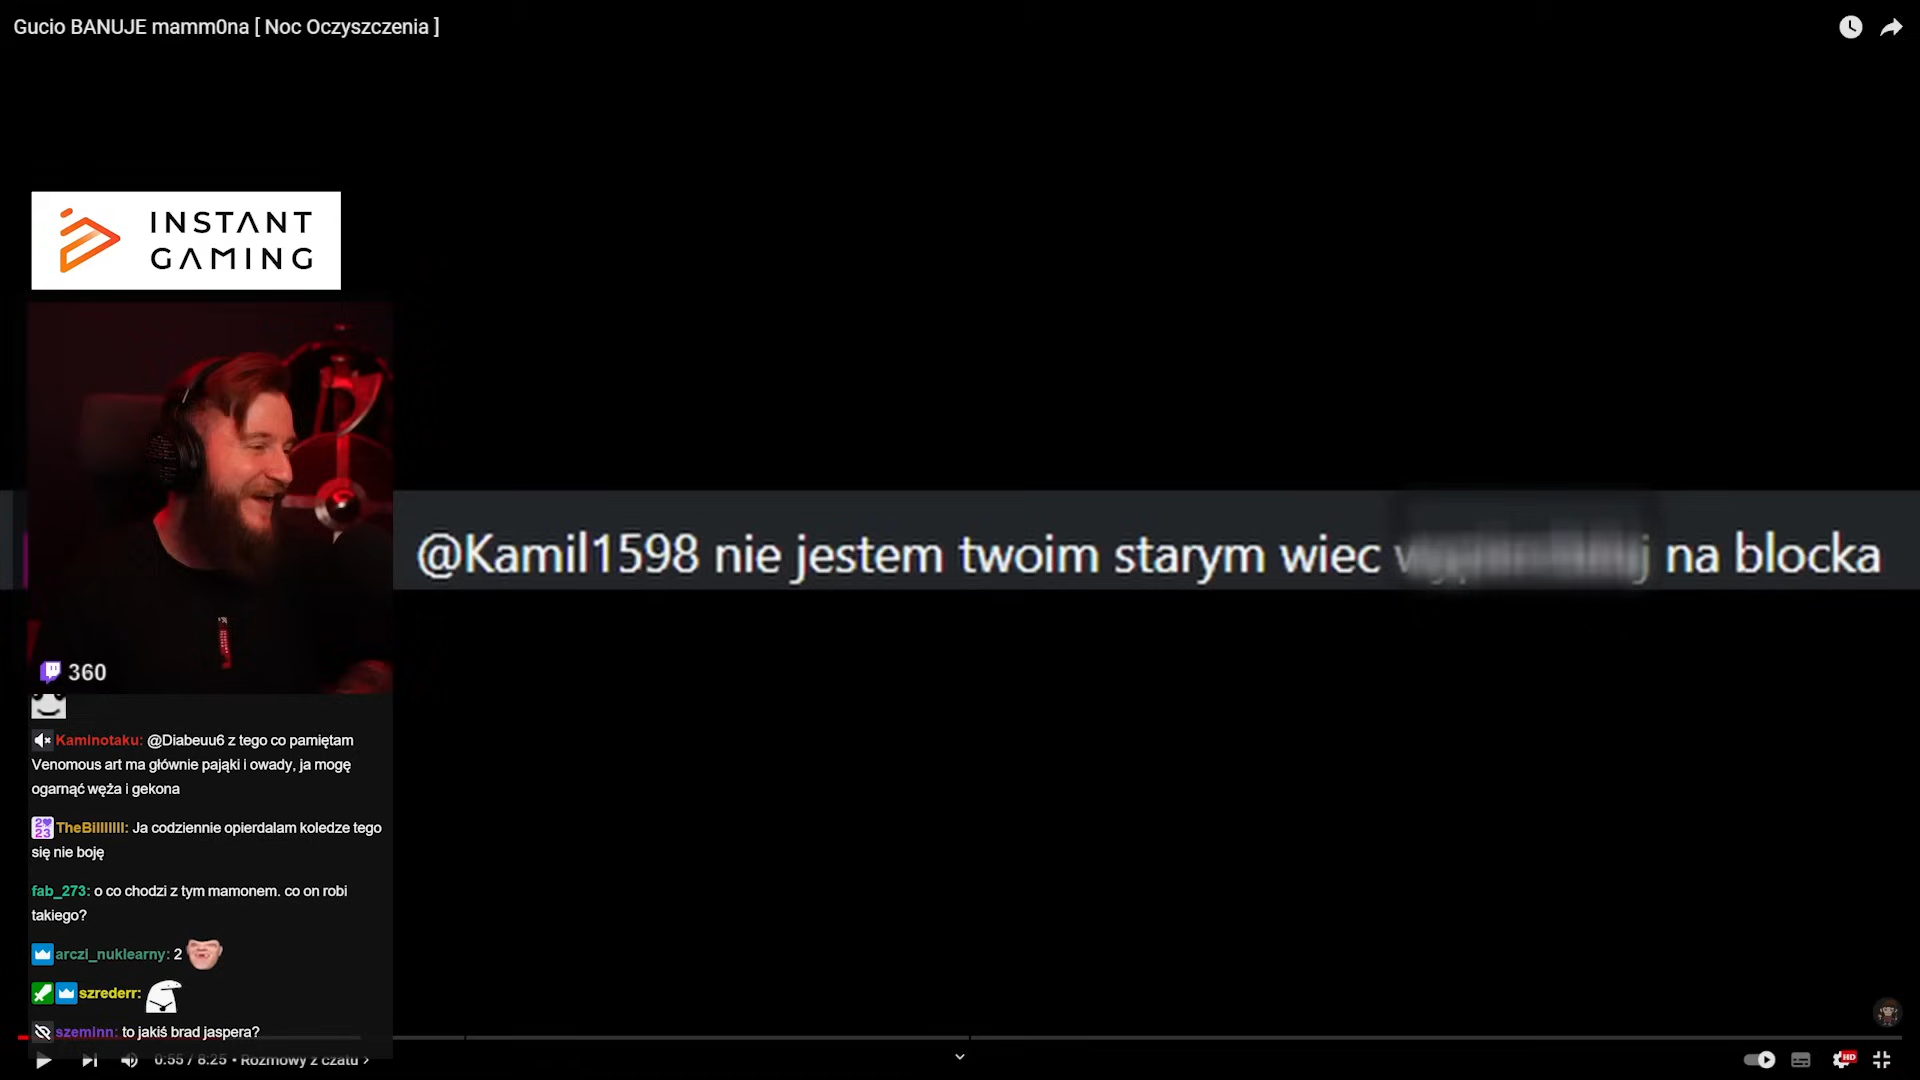 Gucio BANUJE mamm0na [ Noc Oczyszczenia ]
INSTANT
GAMING
@Kamil1598 nie jestem twoim starym wiec na blocka
360
Kaminotaku: @Diabeuu6 z tego co pamiętam
Venomous art ma głównie pająki i owady, ja mogę
ogarnąć węża i gekona
2023
TheBillllllll: Ja codziennie opierdalam koledze tego
się nie boję
fab_273: o co chodzi z tym mamonem. co on robi
takiego?
arczi_nuklearny: 2
szrederr:
szeminn: to jakiś brad jaspera?
0:55 / 8:25 • Rozmowy z czatu >
HD